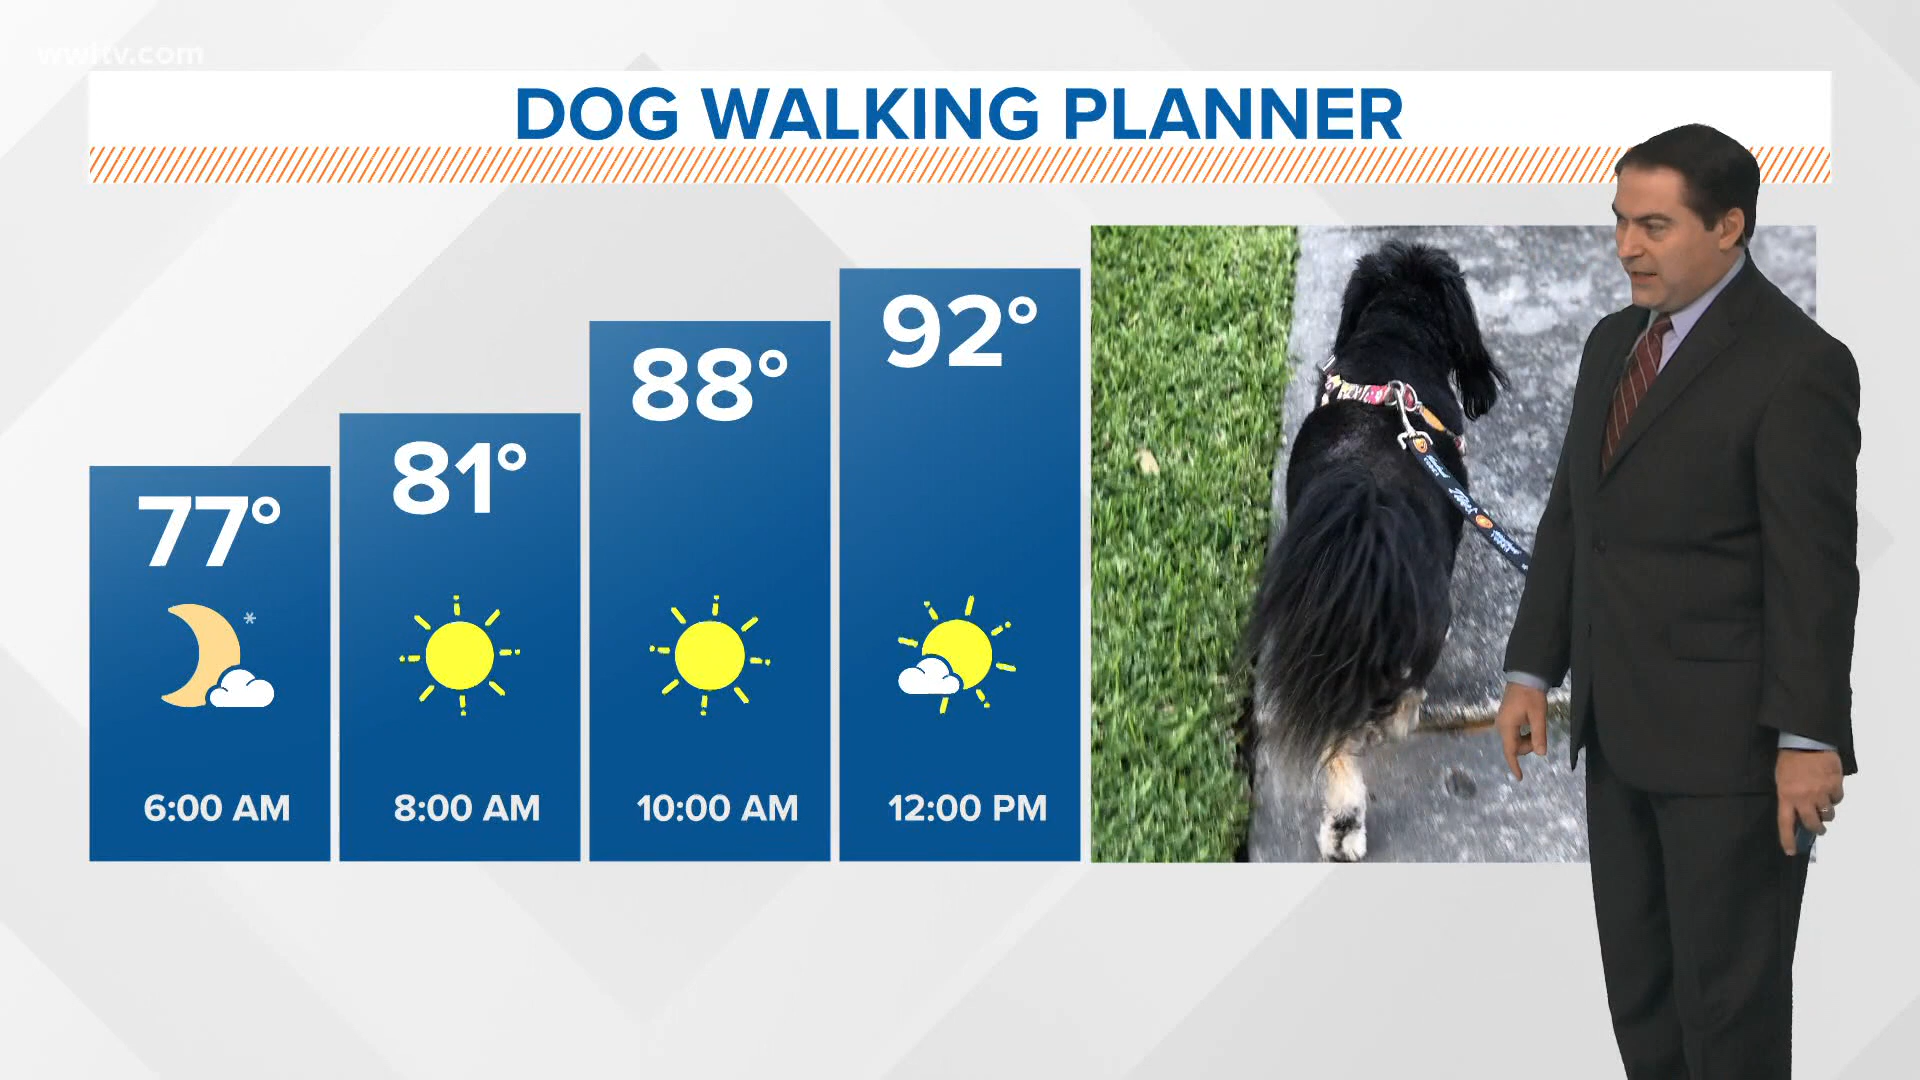 wwltv.com
DOG WALKING PLANNER
77°
6:00 AM
81°
8:00 AM
88°
10:00 AM
92°
12:00 PM